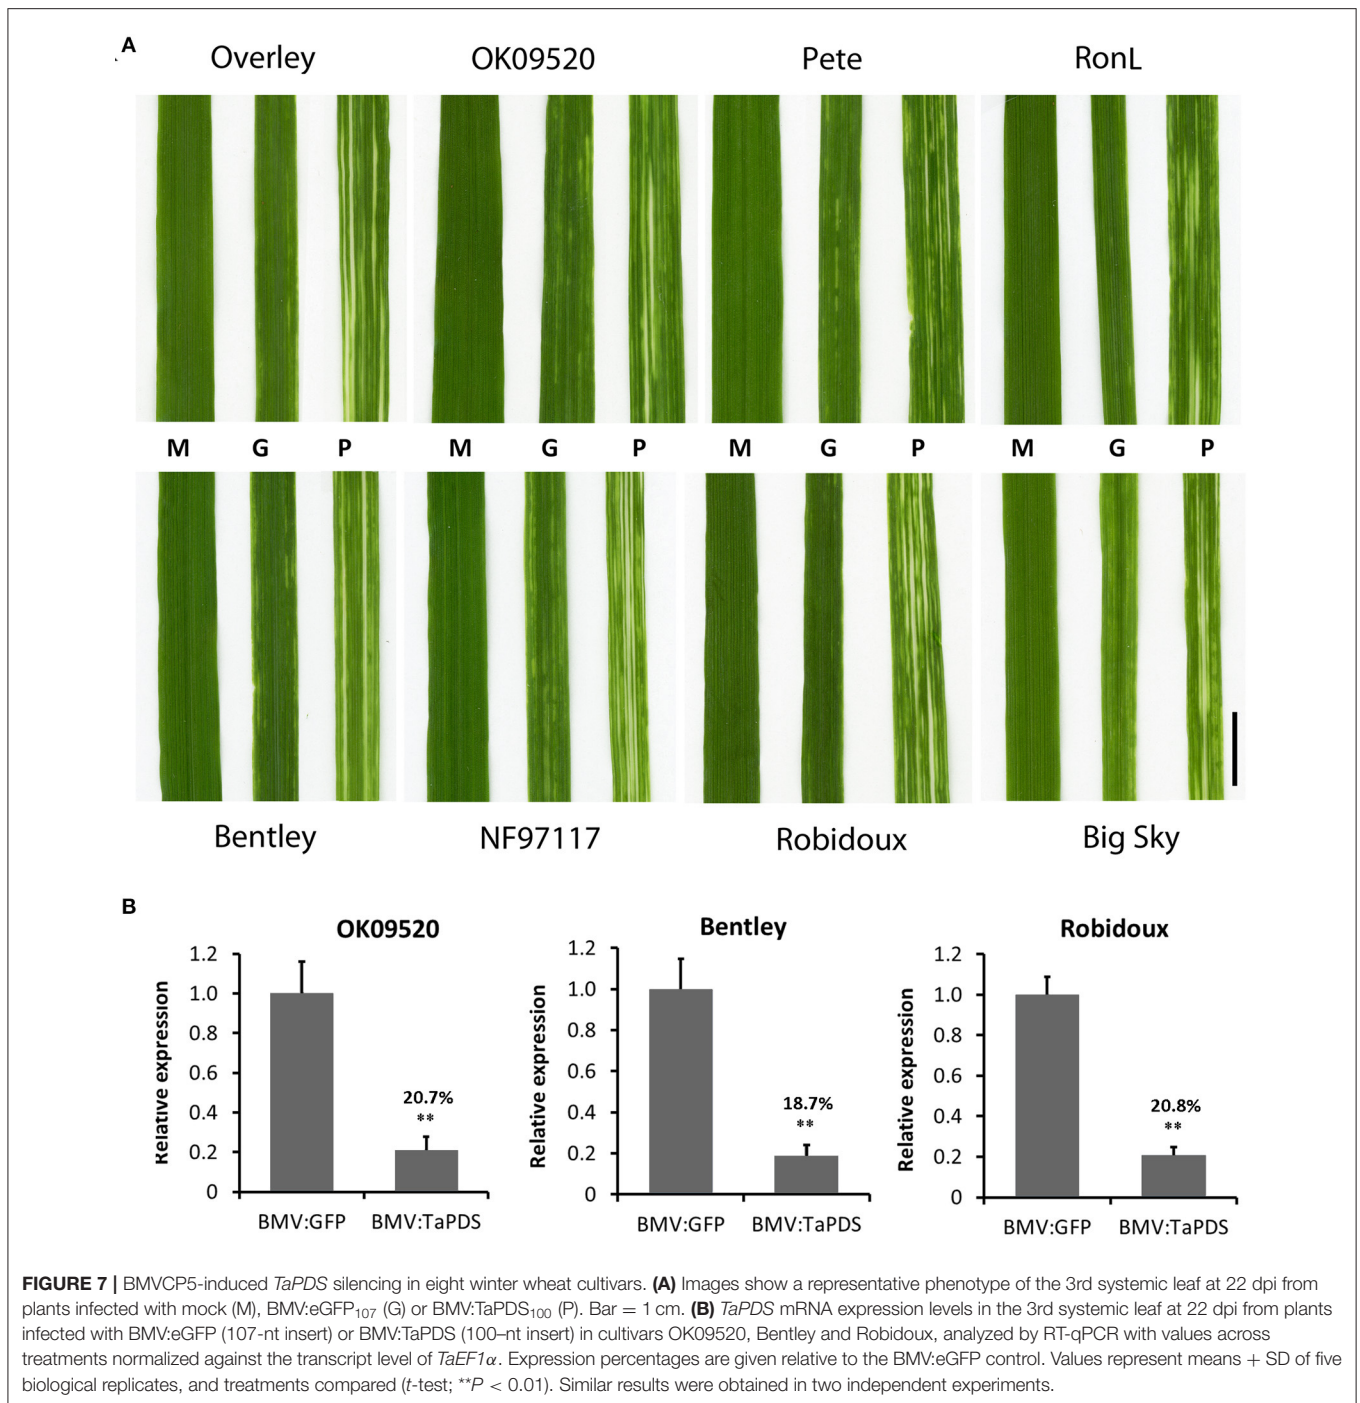 A
Overley OK09520 Pete RonL
M G P M G P M G P M G P
Bentley NF97117 Robidoux Big Sky
B
OK09520
Relative expression
1.2
1.0
0.8
0.6
0.4
0.2
0
20.7%
**
BMV:GFP BMV:TaPDS
Bentley
Relative expression
1.2
1.0
0.8
0.6
0.4
0.2
0
18.7%
**
BMV:GFP BMV:TaPDS
Robidoux
Relative expression
1.2
1.0
0.8
0.6
0.4
0.2
0
20.8%
**
BMV:GFP BMV:TaPDS
FIGURE 7 | BMVCP5-induced TaPDS silencing in eight winter wheat cultivars. (A) Images show a representative phenotype of the 3rd systemic leaf at 22 dpi from
plants infected with mock (M), BMV:eGFP107 (G) or BMV:TaPDS100 (P). Bar = 1 cm. (B) TaPDS mRNA expression levels in the 3rd systemic leaf at 22 dpi from plants
infected with BMV:eGFP (107-nt insert) or BMV:TaPDS (100–nt insert) in cultivars OK09520, Bentley and Robidoux, analyzed by RT-qPCR with values across
treatments normalized against the transcript level of TaEF1α. Expression percentages are given relative to the BMV:eGFP control. Values represent means + SD of five
biological replicates, and treatments compared (t-test; **P < 0.01). Similar results were obtained in two independent experiments.